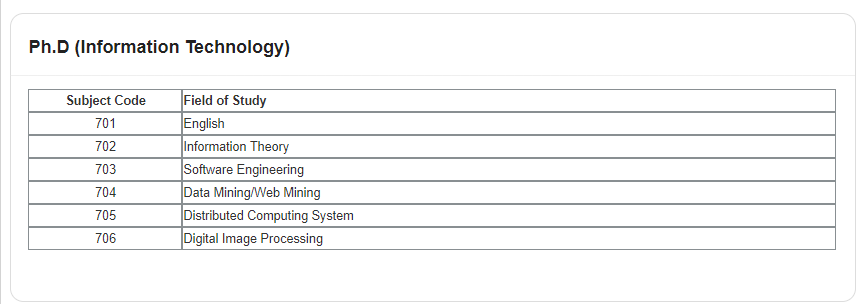 Ph.D (Information Technology)
Subject Code Field of Study
701 English
702 Information Theory
703 Software Engineering
704 Data Mining/Web Mining
705 Distributed Computing System
706 Digital Image Processing